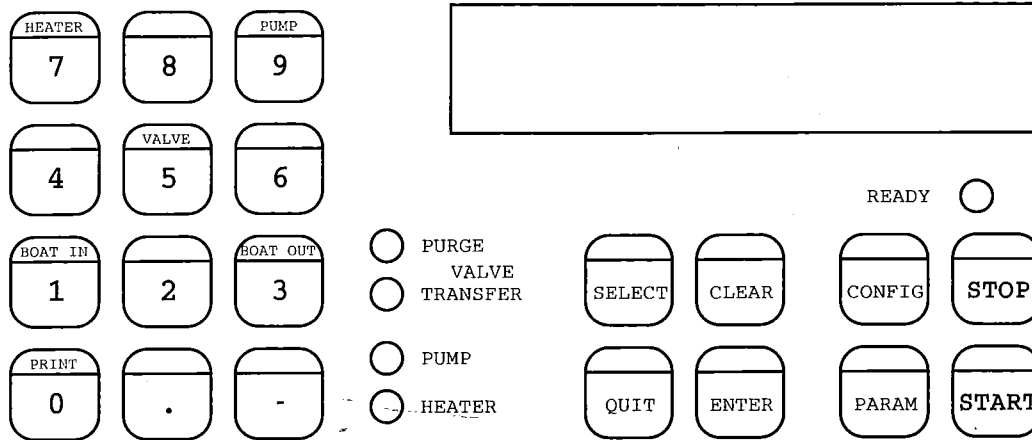 HEATER PUMP
7 8 9
VALVE
4 5 6
READY
BOAT IN BOAT OUT
1 2 3
PURGE
VALVE
TRANSFER
SELECT CLEAR CONFIG STOP
PRINT
0 . -
PUMP
HEATER
QUIT ENTER PARAM START